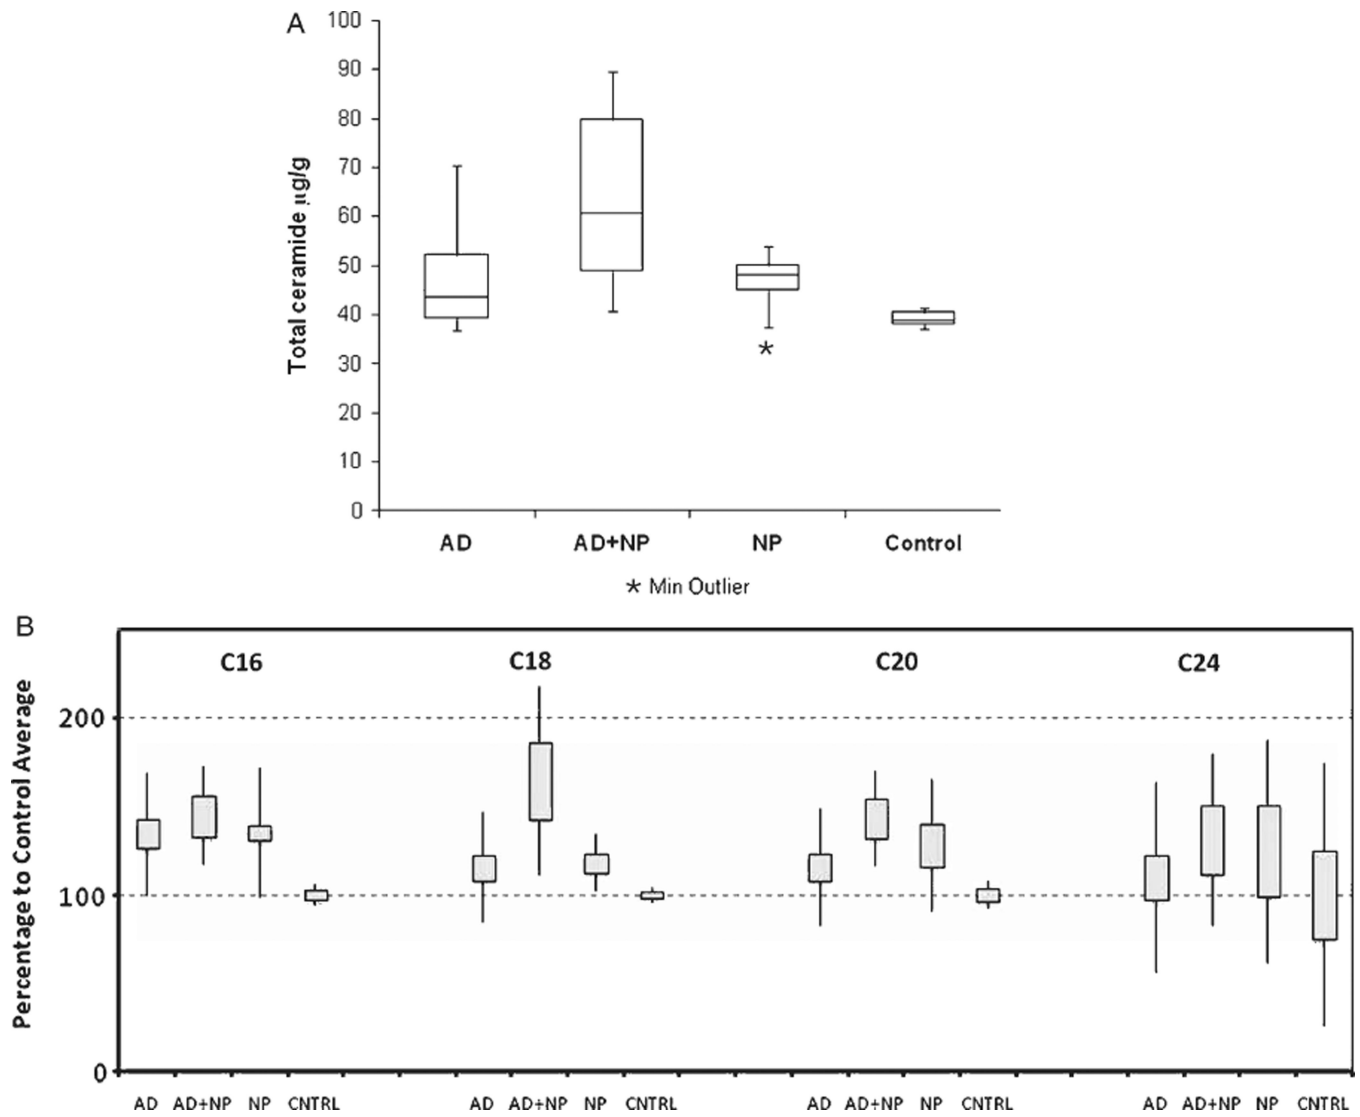 A
100
90
80
70
60
50
40
30
20
10
0
Total ceramide µg/g
AD AD+NP NP Control
* Min Outlier
B
C16 C18 C20 C24
200
100
0
Percentage to Control Average
AD AD+NP NP CNTRL AD AD+NP NP CNTRL AD AD+NP NP CNTRL AD AD+NP NP CNTRL